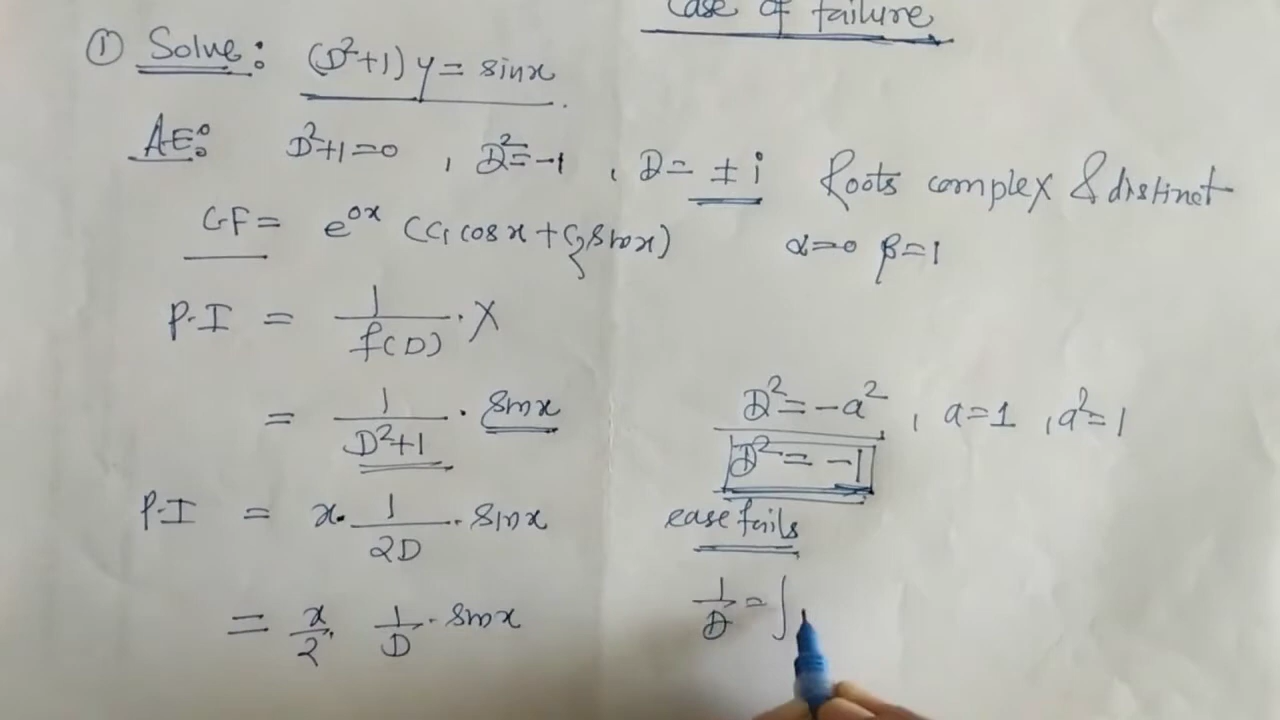 Case of failure
① Solve: (D²+1) y = sinx.
AE: D²+1=0 , D²=-1 , D= ±i Roots complex & distinct
CF = e⁰ˣ (C₁ cosx + C₂ sinx) α=0 β=1
P.I = 1/f(D) . X
= 1/D²+1 . sinx D²=-a² , a=1 , a²=1
D² = -1
P.I = x. 1/2D . sinx case fails
= x/2 . 1/D . sinx 1/D = ∫